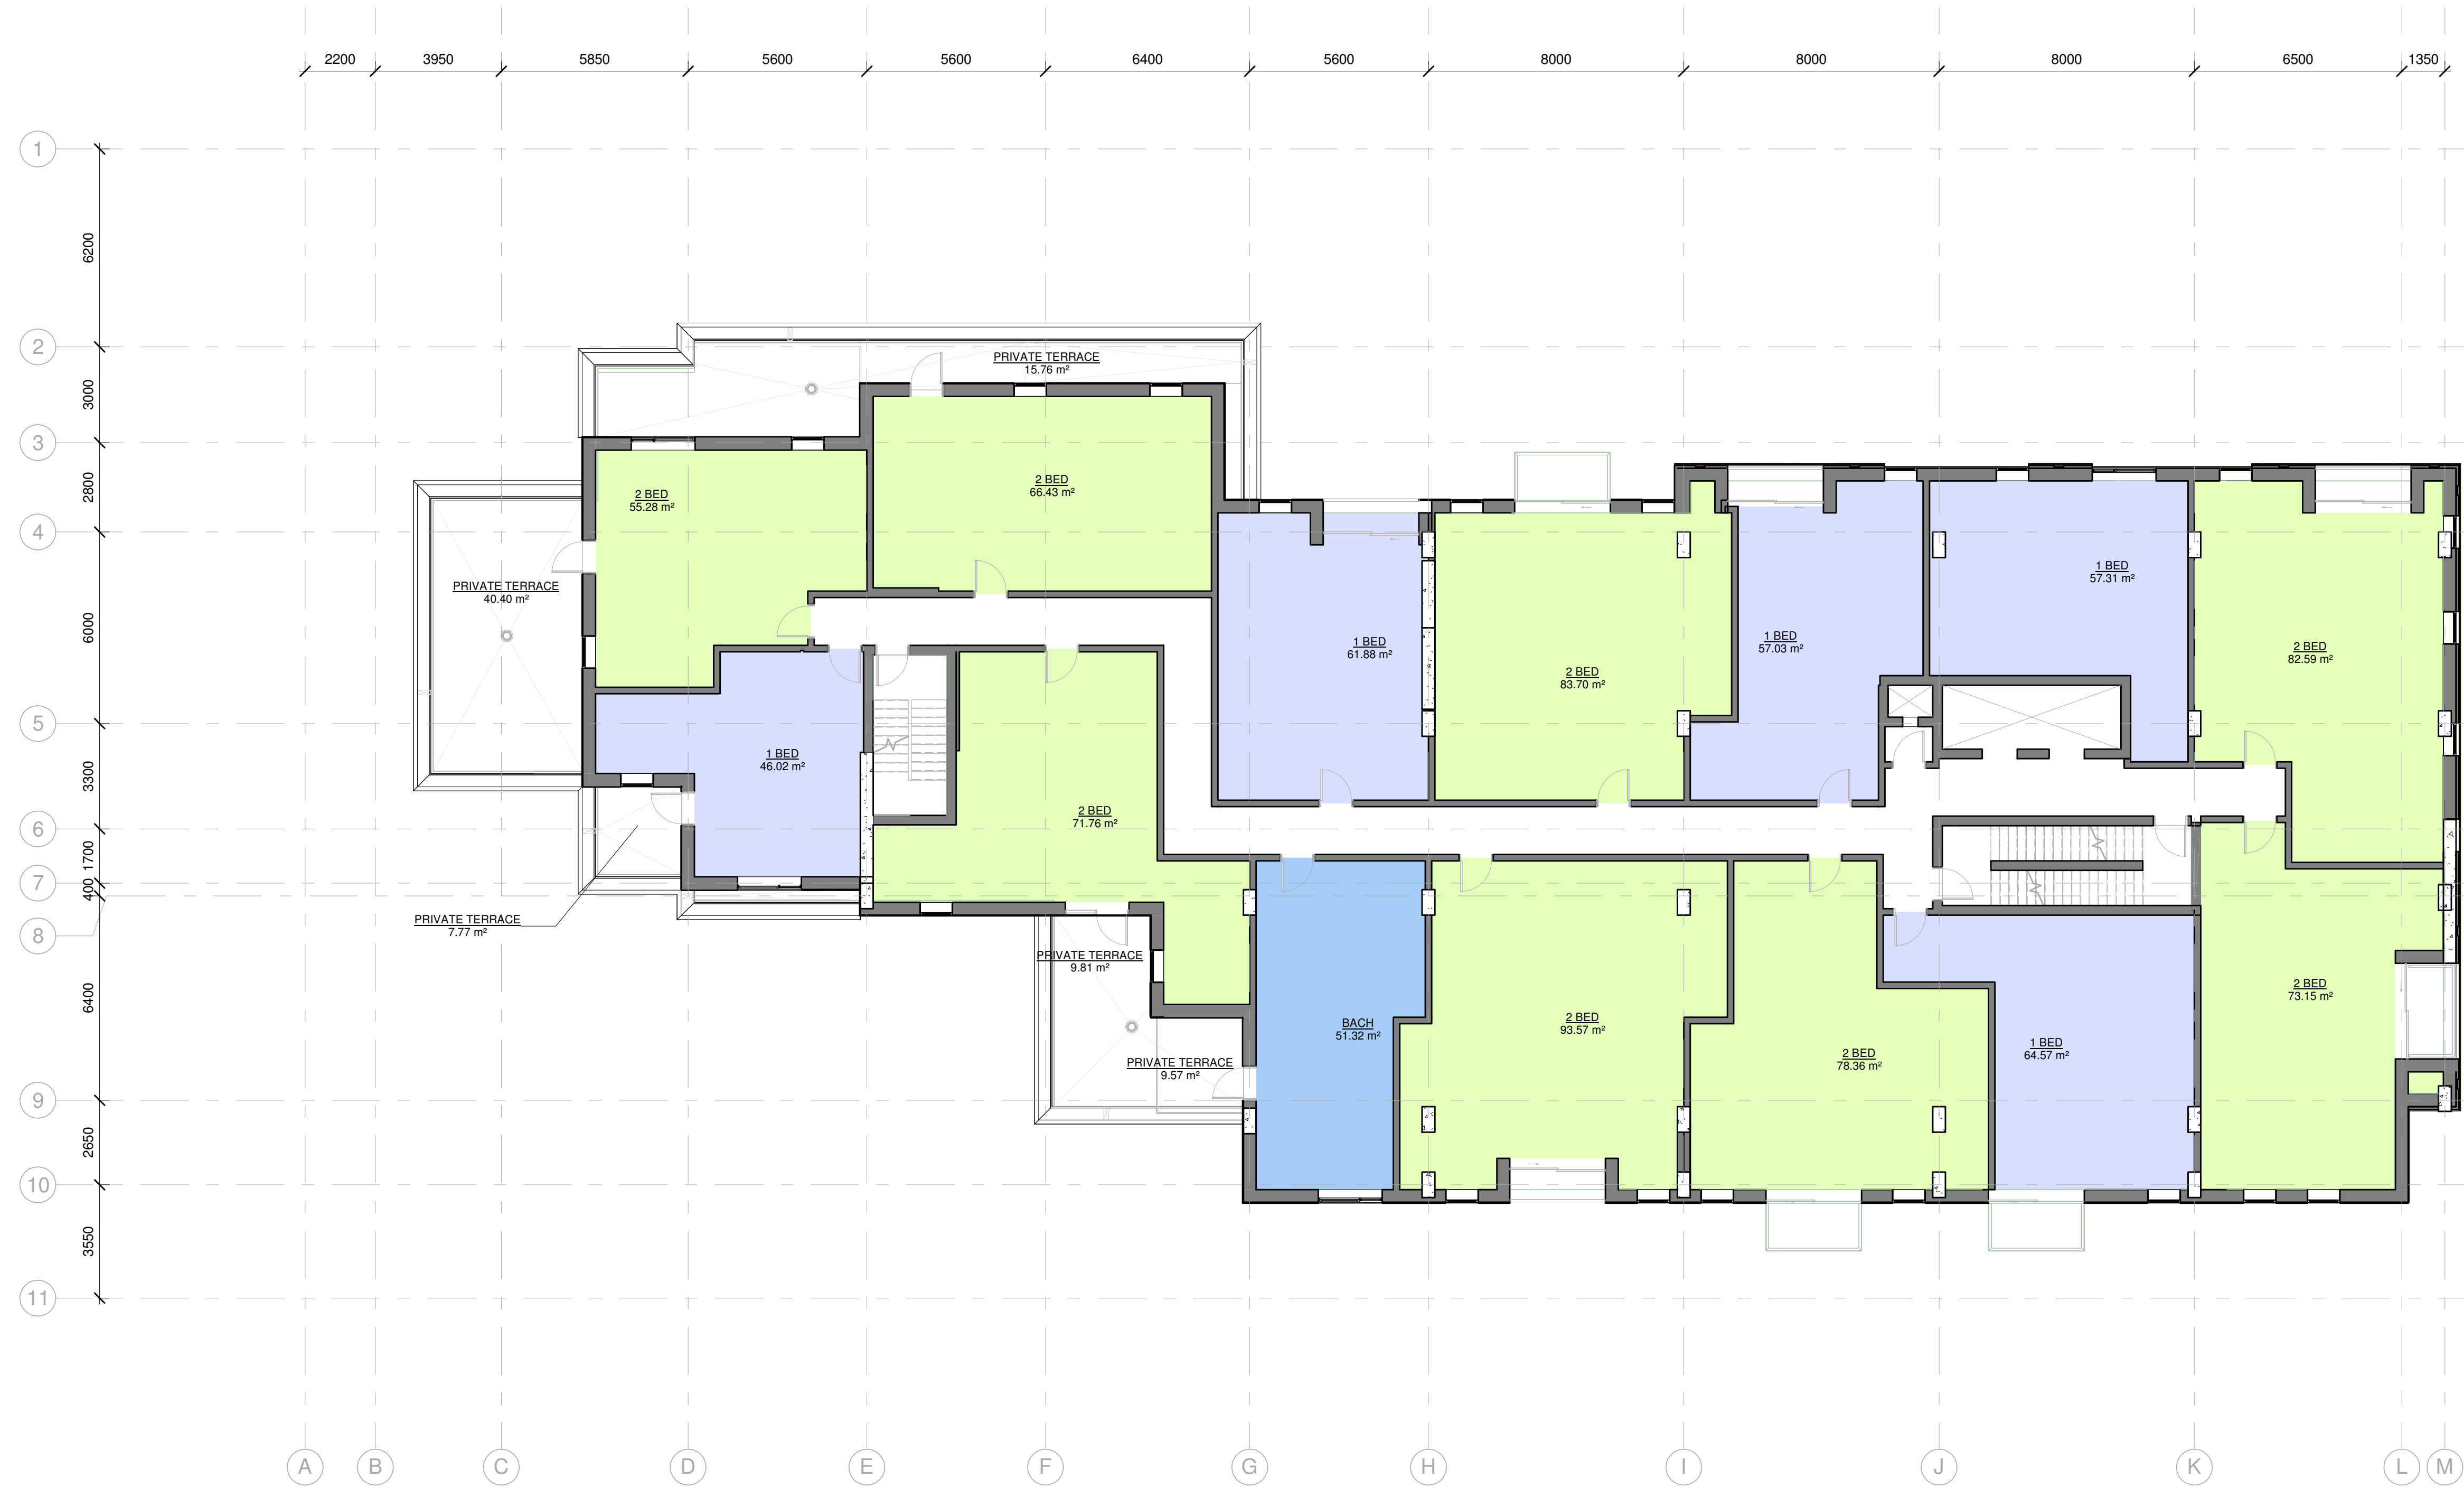 2200 3950 5850 5600 5600 6400 5600 8000 8000 8000 6500 1350
1
6200
2
3000
3
2800
4
6000
5
3300
6
1700
7
400
8
6400
9
2650
10
3550
11
PRIVATE TERRACE
15.76 m²
2 BED
55.28 m²
2 BED
66.43 m²
PRIVATE TERRACE
40.40 m²
1 BED
61.88 m²
2 BED
83.70 m²
1 BED
57.03 m²
1 BED
57.31 m²
2 BED
82.59 m²
1 BED
46.02 m²
2 BED
71.76 m²
PRIVATE TERRACE
7.77 m²
PRIVATE TERRACE
9.81 m²
PRIVATE TERRACE
9.57 m²
BACH
51.32 m²
2 BED
93.57 m²
2 BED
78.36 m²
1 BED
64.57 m²
2 BED
73.15 m²
A B C D E F G H I J K L M